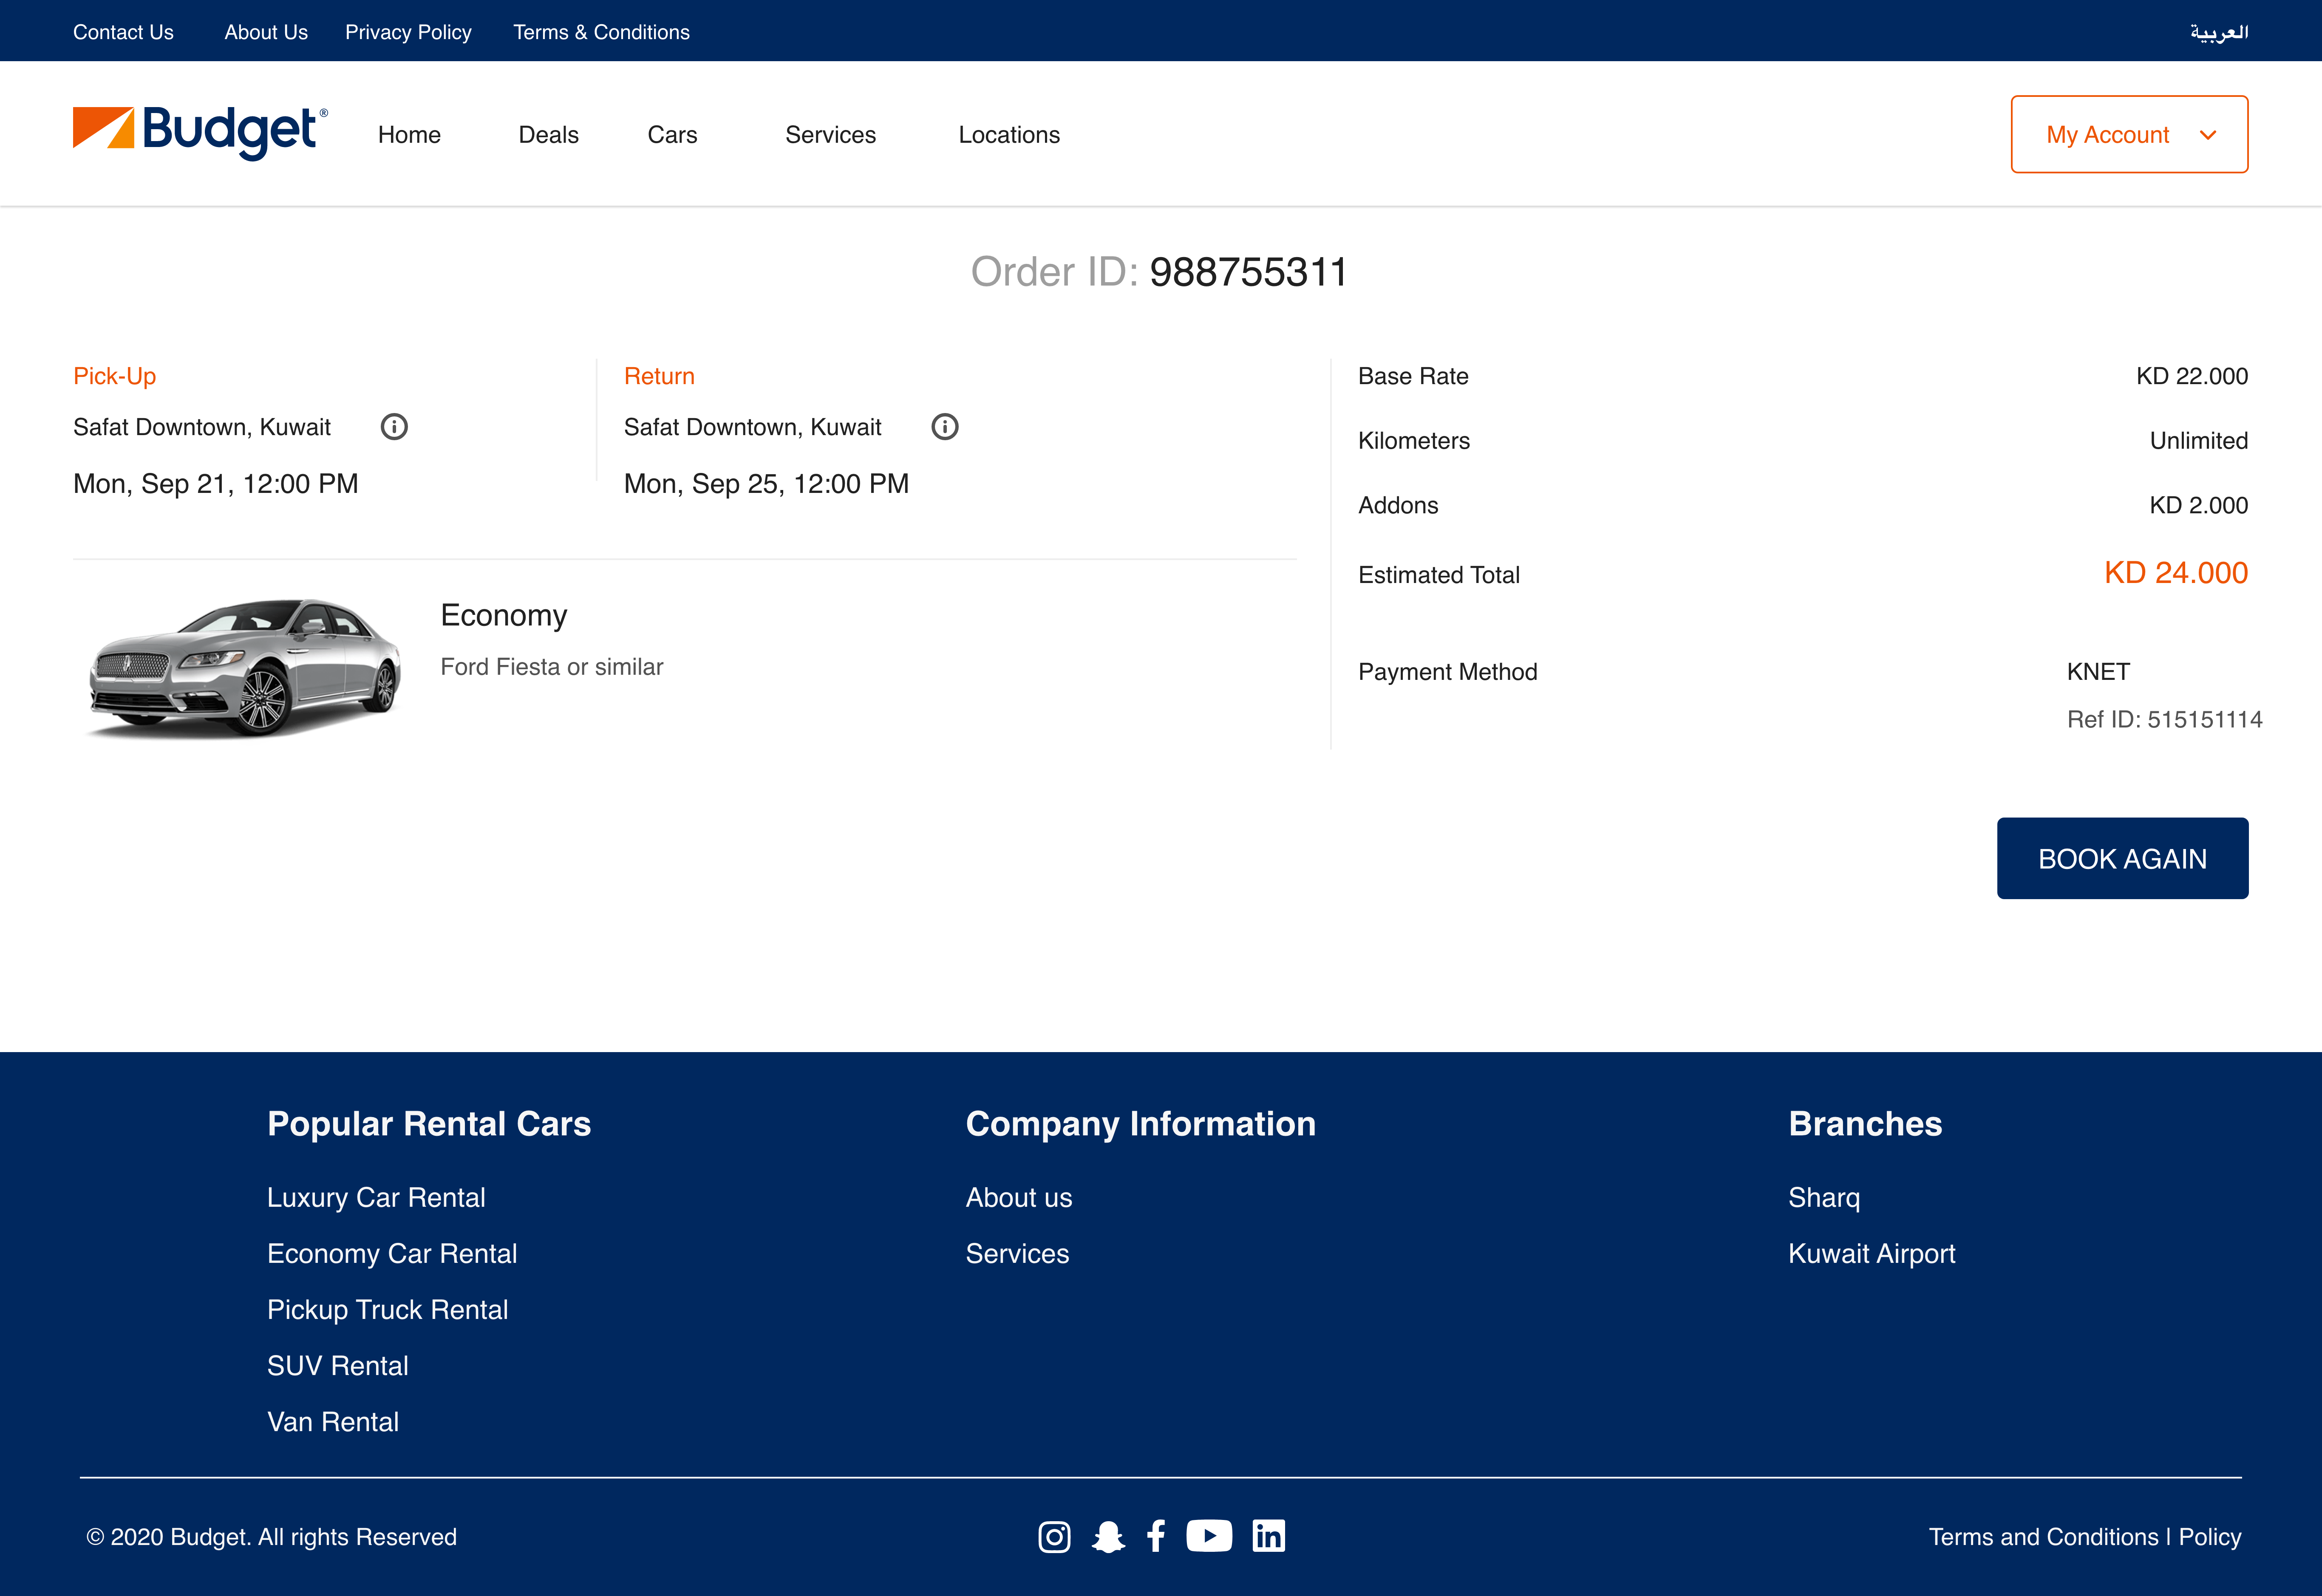 Contact Us About Us Privacy Policy Terms & Conditions العربية
Budget® Home Deals Cars Services Locations My Account
Order ID: 988755311
Pick-Up
Safat Downtown, Kuwait
Mon, Sep 21, 12:00 PM
Return
Safat Downtown, Kuwait
Mon, Sep 25, 12:00 PM
Economy
Ford Fiesta or similar
Base Rate KD 22.000
Kilometers Unlimited
Addons KD 2.000
Estimated Total KD 24.000
Payment Method KNET
Ref ID: 515151114
BOOK AGAIN
Popular Rental Cars
Luxury Car Rental
Economy Car Rental
Pickup Truck Rental
SUV Rental
Van Rental
Company Information
About us
Services
Branches
Sharq
Kuwait Airport
© 2020 Budget. All rights Reserved
in
Terms and Conditions | Policy